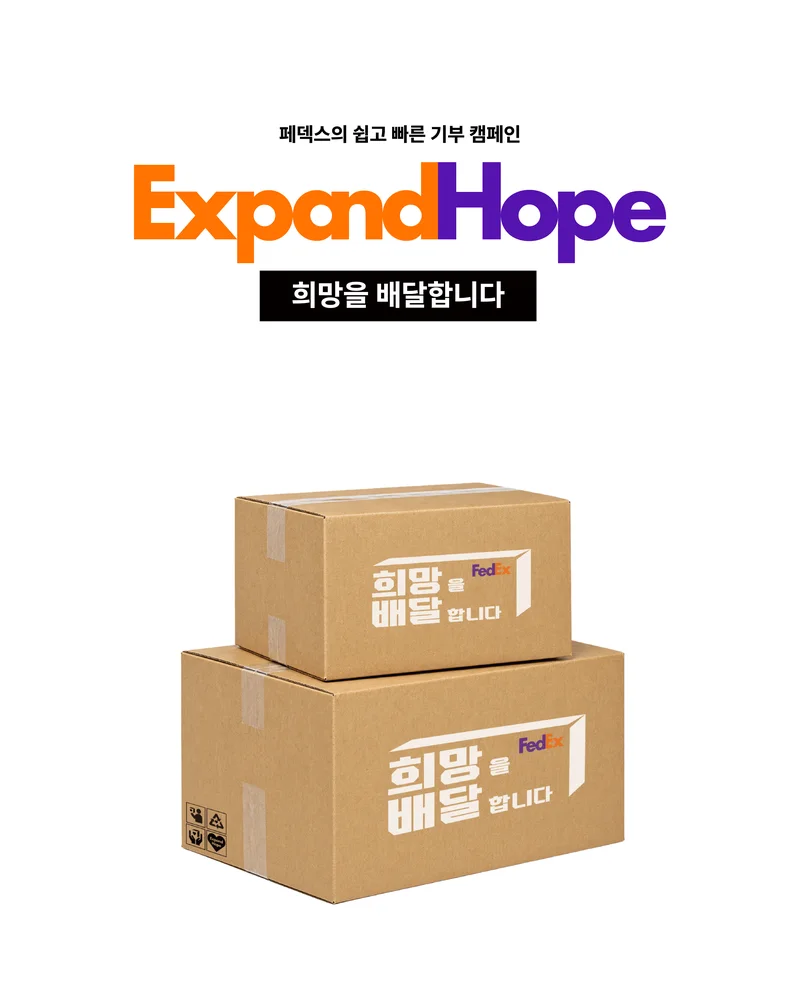 페덱스의 쉽고 빠른 기부 캠페인
ExpandHope
희망을 배달합니다
FedEx
희망을
배달합니다
FedEx
희망을
배달합니다